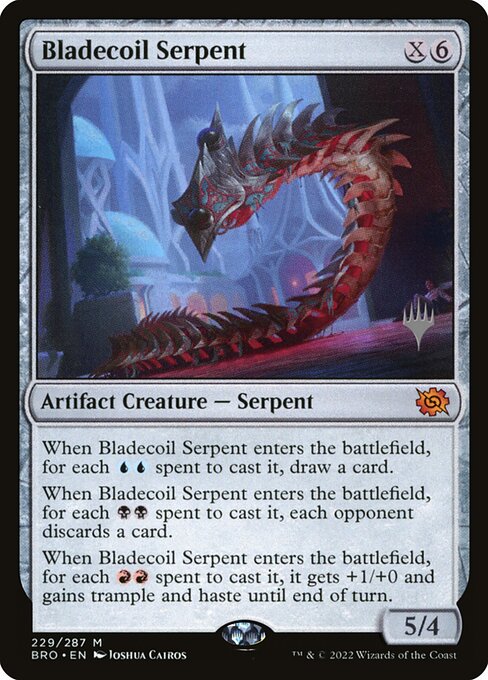 Bladecoil Serpent X6
Artifact Creature — Serpent
When Bladecoil Serpent enters the battlefield,
for each UU spent to cast it, draw a card.
When Bladecoil Serpent enters the battlefield,
for each BB spent to cast it, each opponent
discards a card.
When Bladecoil Serpent enters the battlefield,
for each RR spent to cast it, it gets +1/+0 and
gains trample and haste until end of turn.
5/4
229/287 M
BRO • EN Joshua Cairos
™ & © 2022 Wizards of the Coast